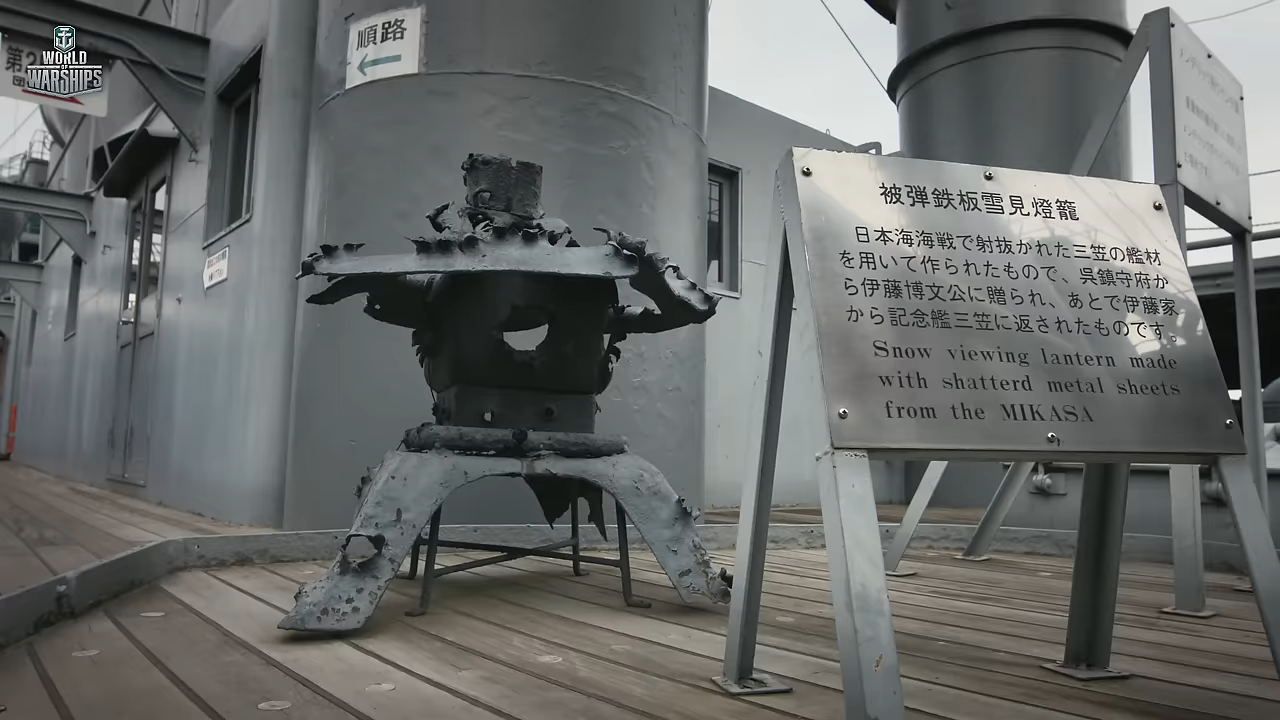 WORLD
OF
WARSHIPS
順路
被弾鉄板雪見燈籠
日本海海戦で射抜かれた三笠の艦材
を用いて作られたもので、呉鎮守府か
ら伊藤博文公に贈られ、あとで伊藤家
から記念艦三笠に返されたものです。
Snow viewing lantern made
with shatterd metal sheets
from the MIKASA